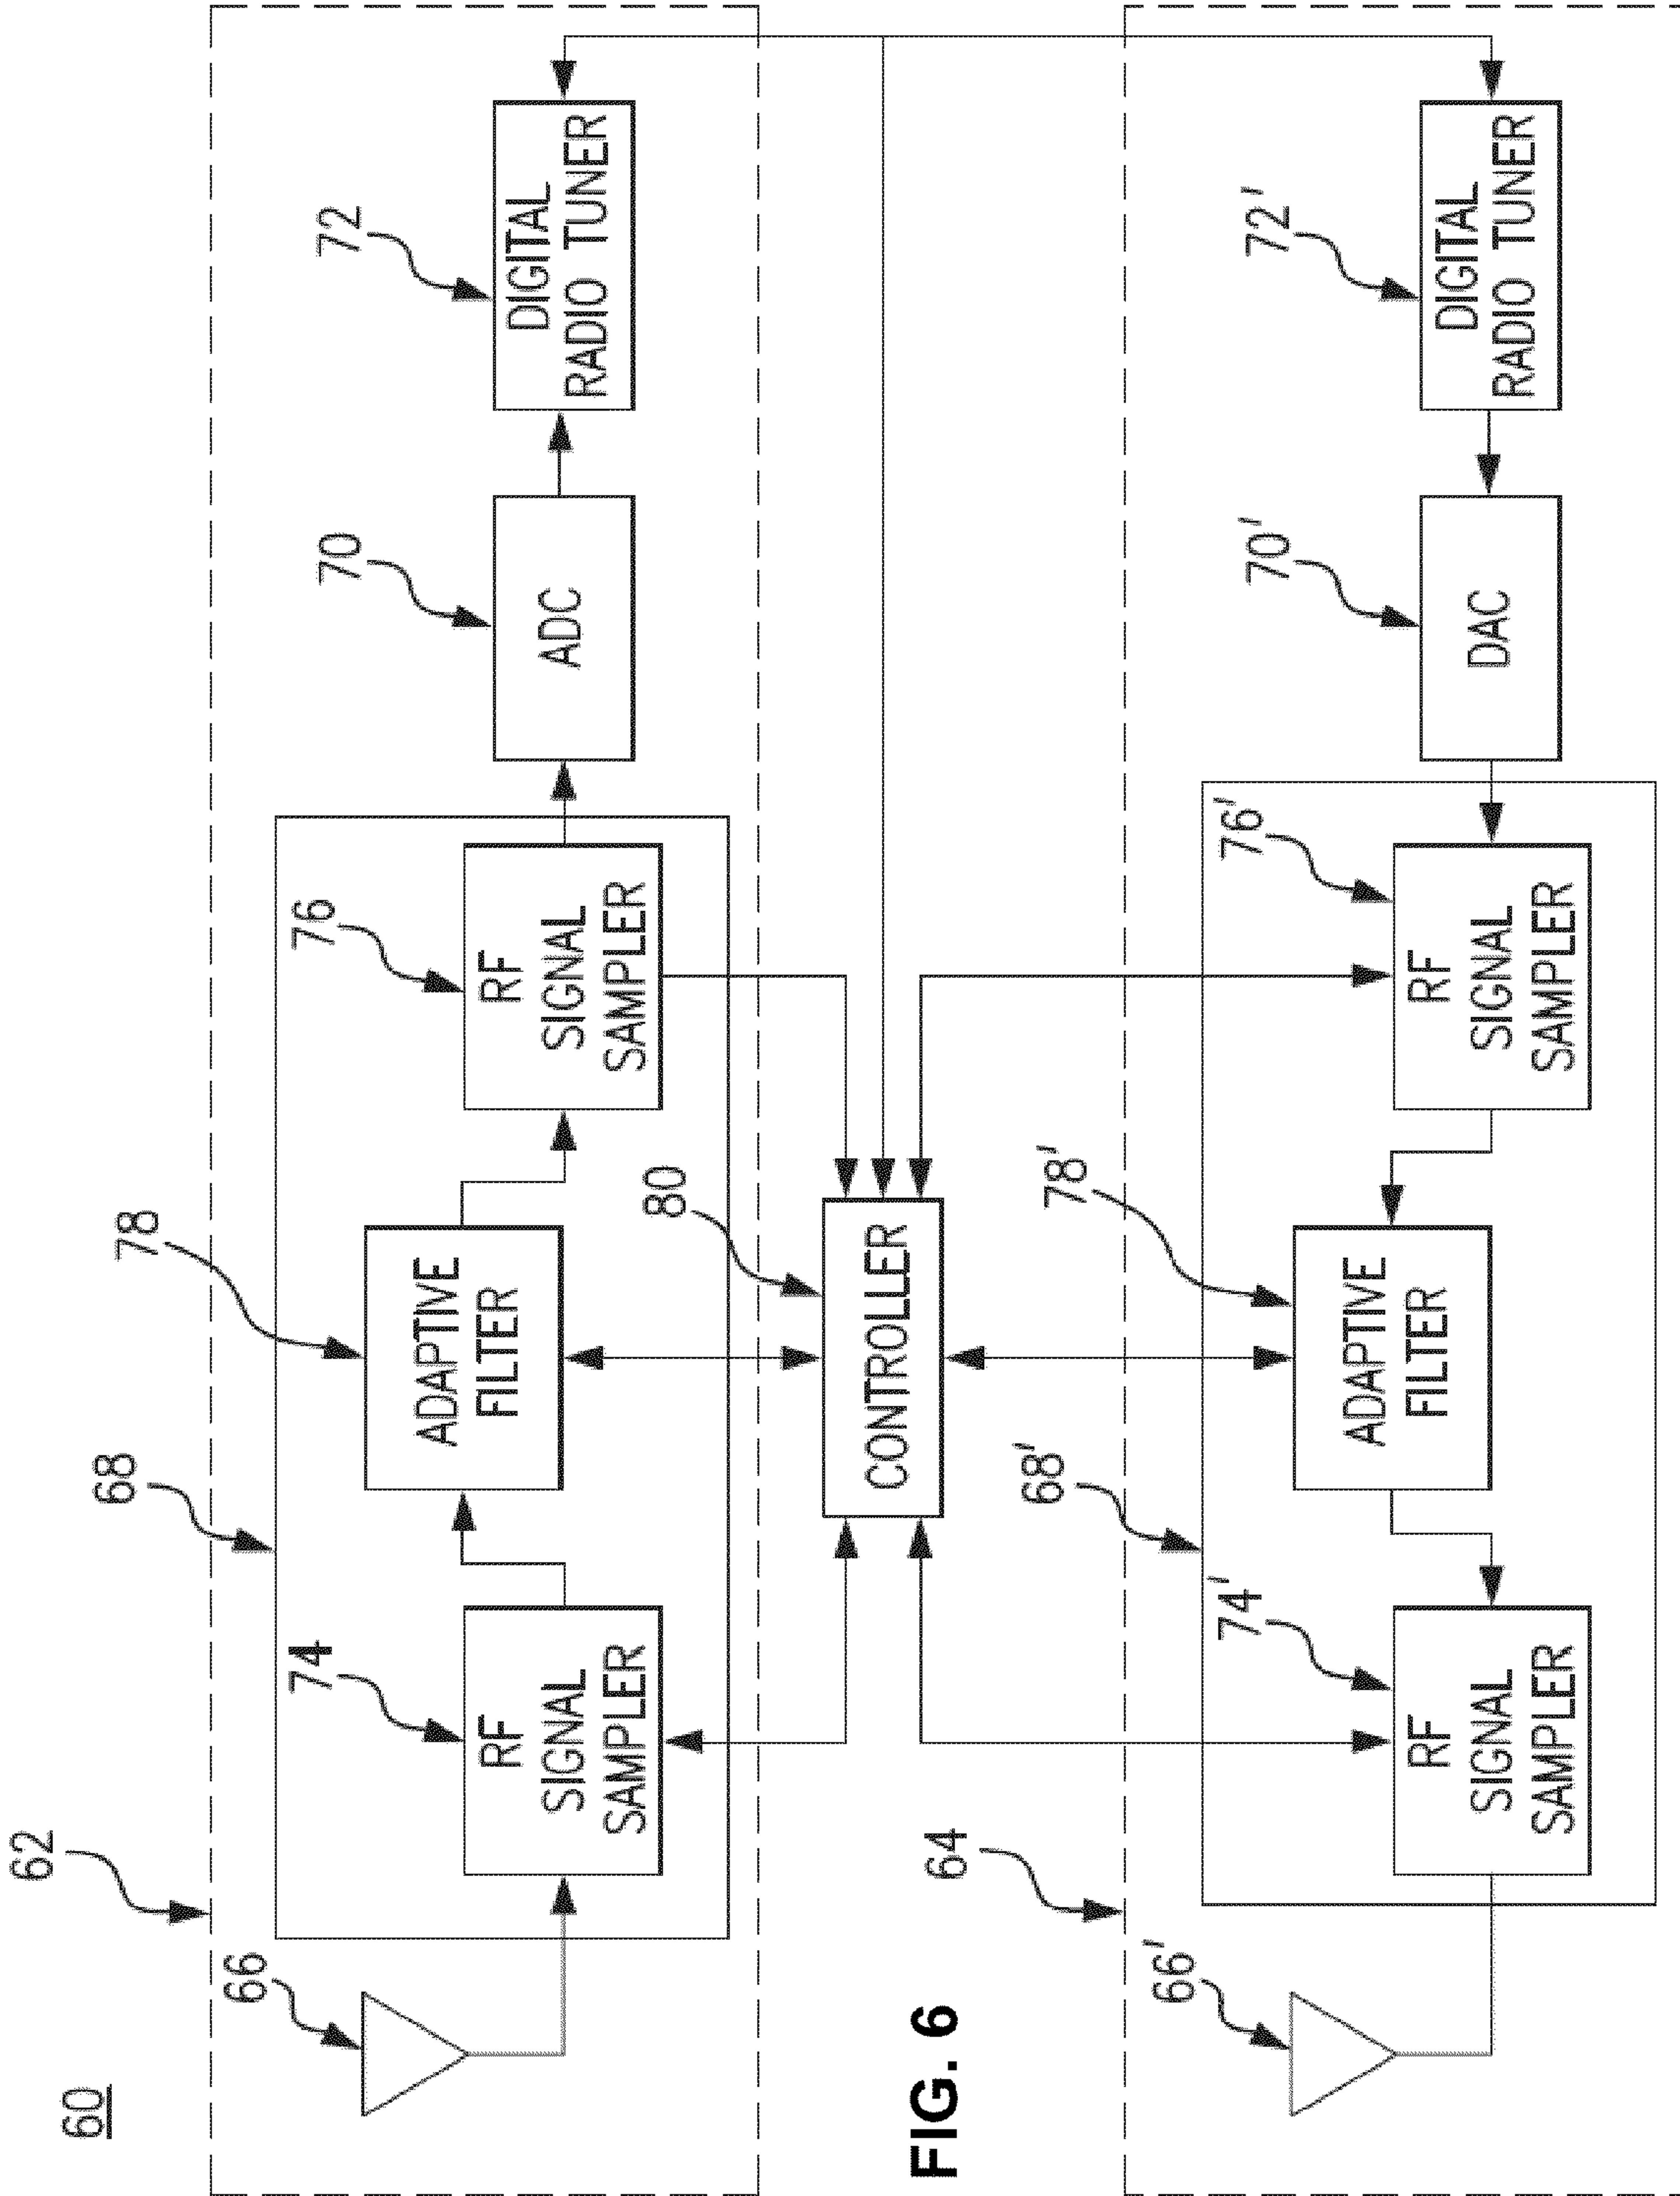 60
62
66
68
74
RF
SIGNAL
SAMPLER
78
ADAPTIVE
FILTER
76
RF
SIGNAL
SAMPLER
70
ADC
72
DIGITAL
RADIO TUNER
80
CONTROLLER
FIG. 6
64
66'
68'
74'
RF
SIGNAL
SAMPLER
78'
ADAPTIVE
FILTER
76'
RF
SIGNAL
SAMPLER
70'
DAC
72'
DIGITAL
RADIO TUNER